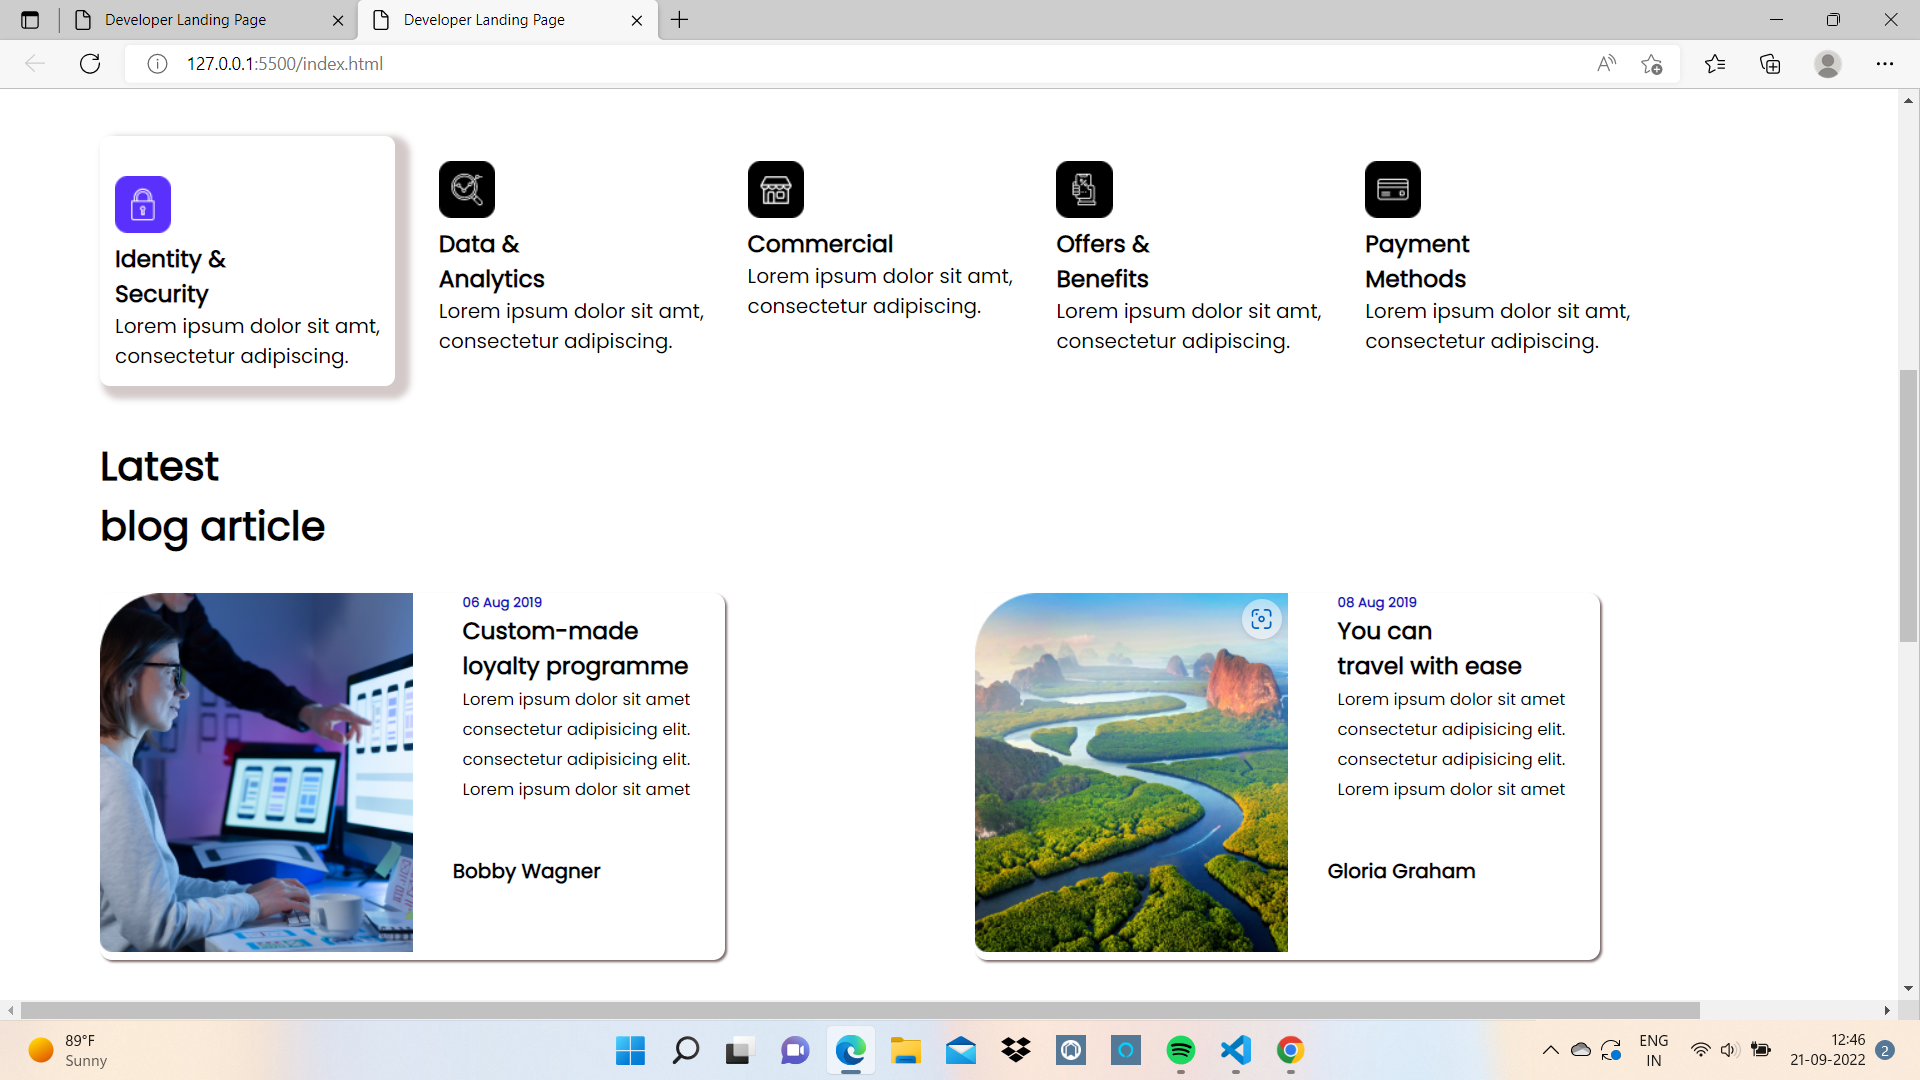 Developer Landing Page
Developer Landing Page
127.0.0.1:5500/index.html
Identity &
Security
Lorem ipsum dolor sit amt,
consectetur adipiscing.
Data &
Analytics
Lorem ipsum dolor sit amt,
consectetur adipiscing.
Commercial
Lorem ipsum dolor sit amt,
consectetur adipiscing.
Offers &
Benefits
Lorem ipsum dolor sit amt,
consectetur adipiscing.
Payment
Methods
Lorem ipsum dolor sit amt,
consectetur adipiscing.
Latest
blog article
06 Aug 2019
Custom-made
loyalty programme
Lorem ipsum dolor sit amet
consectetur adipisicing elit.
consectetur adipisicing elit.
Lorem ipsum dolor sit amet
Bobby Wagner
08 Aug 2019
You can
travel with ease
Lorem ipsum dolor sit amet
consectetur adipisicing elit.
consectetur adipisicing elit.
Lorem ipsum dolor sit amet
Gloria Graham
89°F
Sunny
ENG
IN
12:46
21-09-2022
2